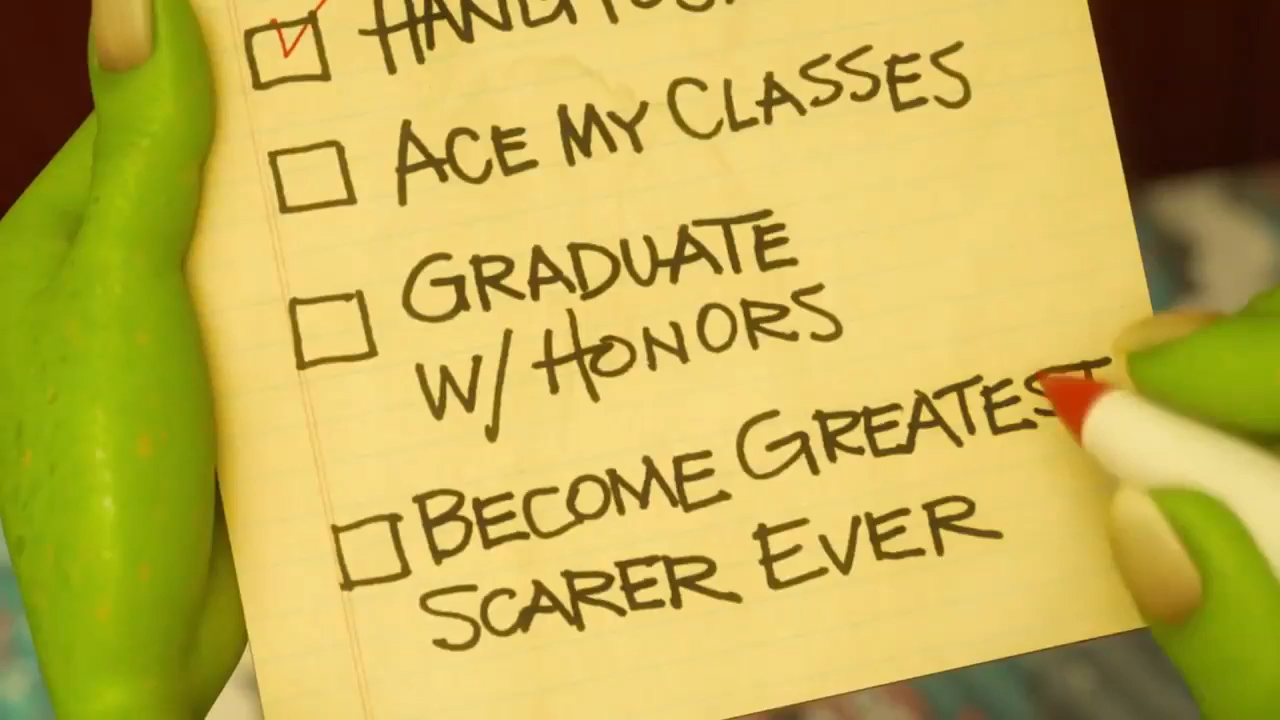 ACE MY CLASSES
GRADUATE
W/ HONORS
BECOME GREATEST
SCARER EVER